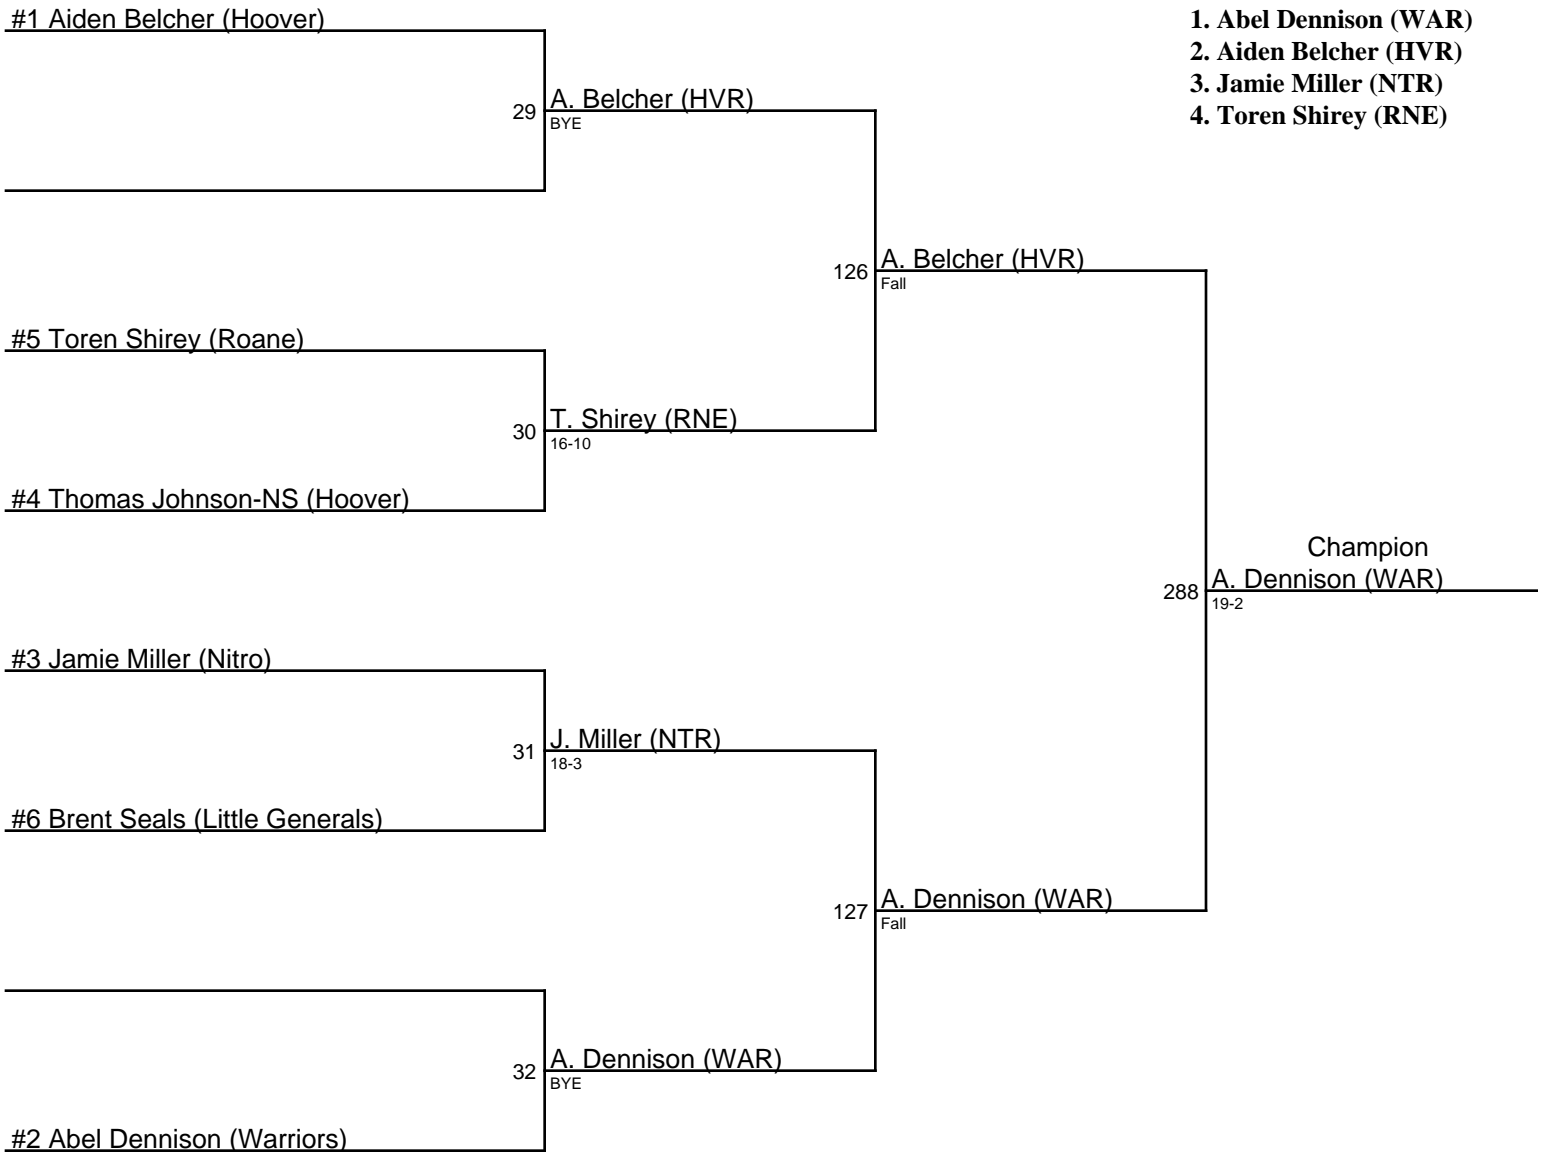 #1 Aiden Belcher (Hoover)
1. Abel Dennison (WAR)
2. Aiden Belcher (HVR)
3. Jamie Miller (NTR)
4. Toren Shirey (RNE)
29 A. Belcher (HVR)
BYE
126 A. Belcher (HVR)
Fall
#5 Toren Shirey (Roane)
30 T. Shirey (RNE)
16-10
#4 Thomas Johnson-NS (Hoover)
Champion
288 A. Dennison (WAR)
19-2
#3 Jamie Miller (Nitro)
31 J. Miller (NTR)
18-3
#6 Brent Seals (Little Generals)
127 A. Dennison (WAR)
Fall
32 A. Dennison (WAR)
BYE
#2 Abel Dennison (Warriors)